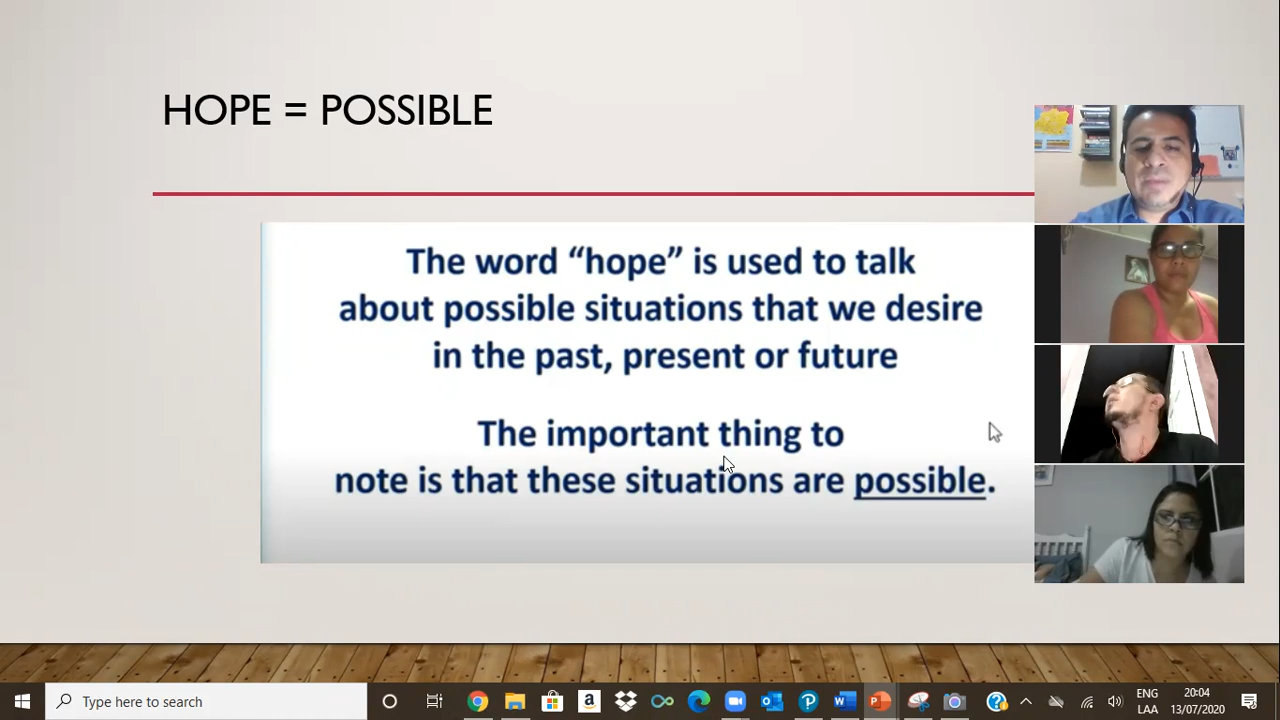 HOPE = POSSIBLE
The word “hope” is used to talk
about possible situations that we desire
in the past, present or future
The important thing to
note is that these situations are possible.
Type here to search
ENG
LAA
20:04
13/07/2020